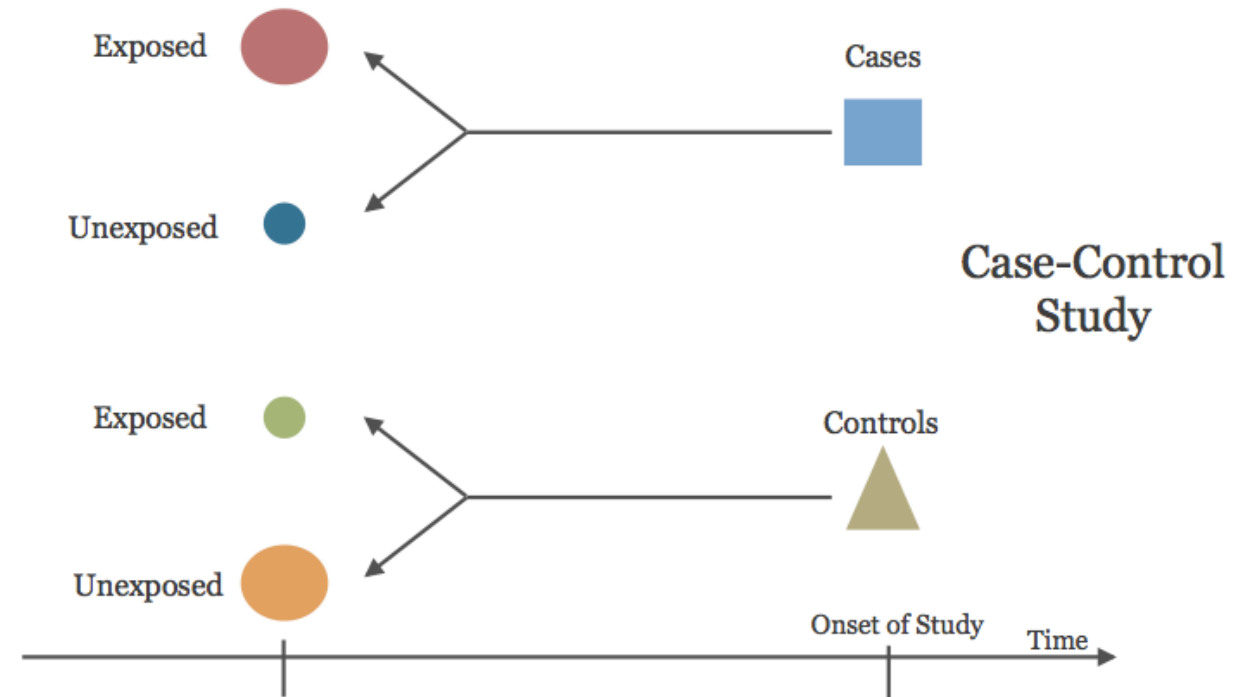 Exposed
Cases
Unexposed
Case-Control
Study
Exposed
Controls
Unexposed
Onset of Study
Time